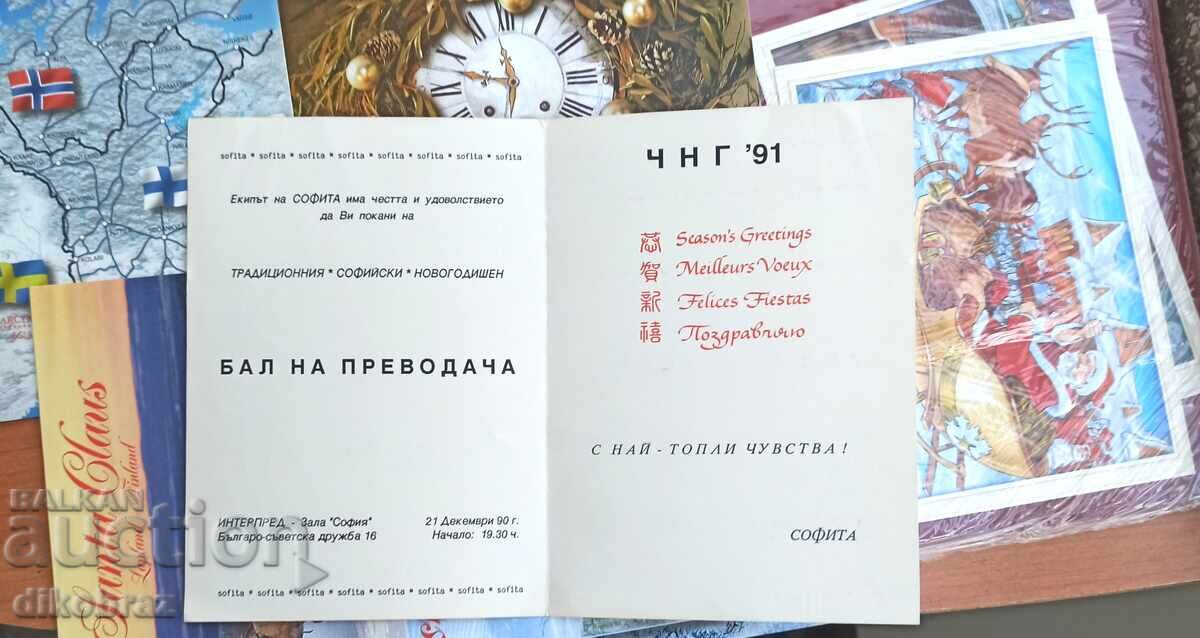 sofita * sofita * sofita * sofita * sofita * sofita * sofita * sofita
Екипът на СОФИТА има честта и удоволствието
да Ви покани на
ТРАДИЦИОННИЯ * СОФИЙСКИ * НОВОГОДИШЕН
БАЛ НА ПРЕВОДАЧА
ИНТЕРПРЕД - Зала "София"
Българо-съветска дружба 16
21 Декември 90 г.
Начало: 19.30 ч.
sofita * sofita * sofita * sofita * sofita * sofita * sofita * sofita
ЧНГ '91
恭賀新禧
Season's Greetings
Meilleurs Voeux
Felices Fiestas
Поздравнию
С НАЙ - ТОПЛИ ЧУВСТВА !
СОФИТА
Santa Claus
Finland
BALKAN
auction
dikobraz